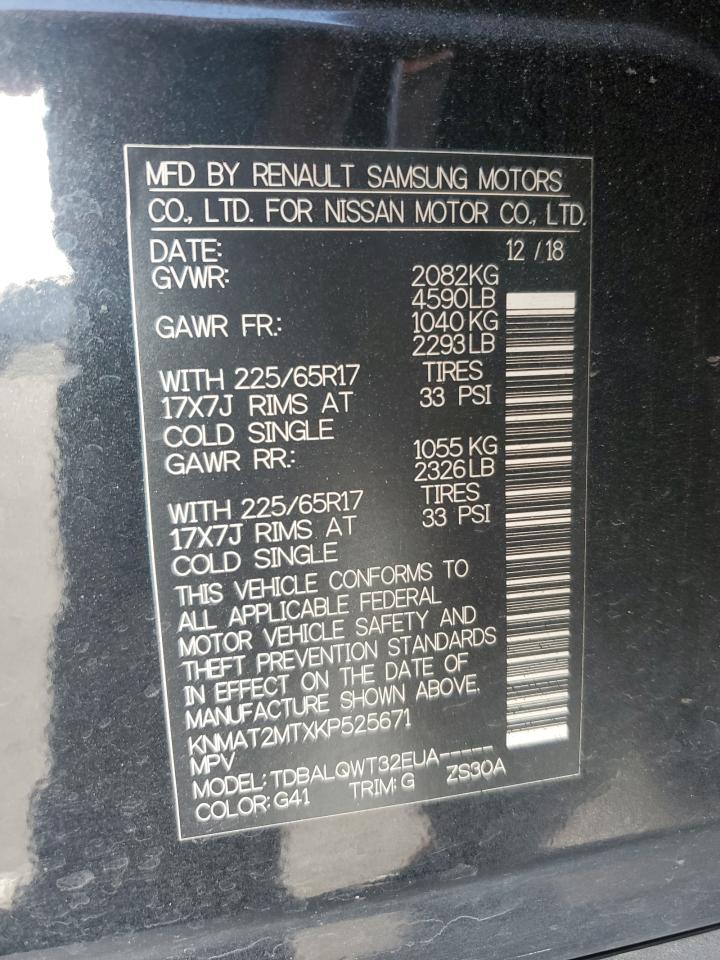 MFD BY RENAULT SAMSUNG MOTORS
CO., LTD. FOR NISSAN MOTOR CO., LTD.
DATE: 12 / 18
GVWR: 2082KG
4590LB
GAWR FR.: 1040 KG
2293 LB
WITH 225/65R17 TIRES
17X7J RIMS AT 33 PSI
COLD SINGLE
GAWR RR.: 1055 KG
2326 LB
WITH 225/65R17 TIRES
17X7J RIMS AT 33 PSI
COLD SINGLE
THIS VEHICLE CONFORMS TO
ALL APPLICABLE FEDERAL
MOTOR VEHICLE SAFETY AND
THEFT PREVENTION STANDARDS
IN EFFECT ON THE DATE OF
MANUFACTURE SHOWN ABOVE.
KNMAT2MTXKP525671
MPV
MODEL: TDBALQWT32EUA-----
COLOR: G41 TRIM: G ZS30A